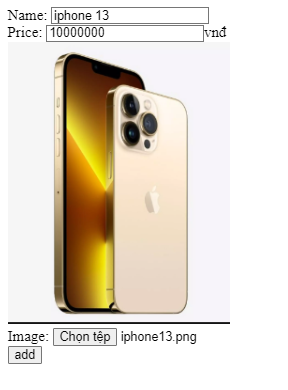 Name: iphone 13
Price: 10000000 vnđ
Image: Chọn tệp iphone13.png
add